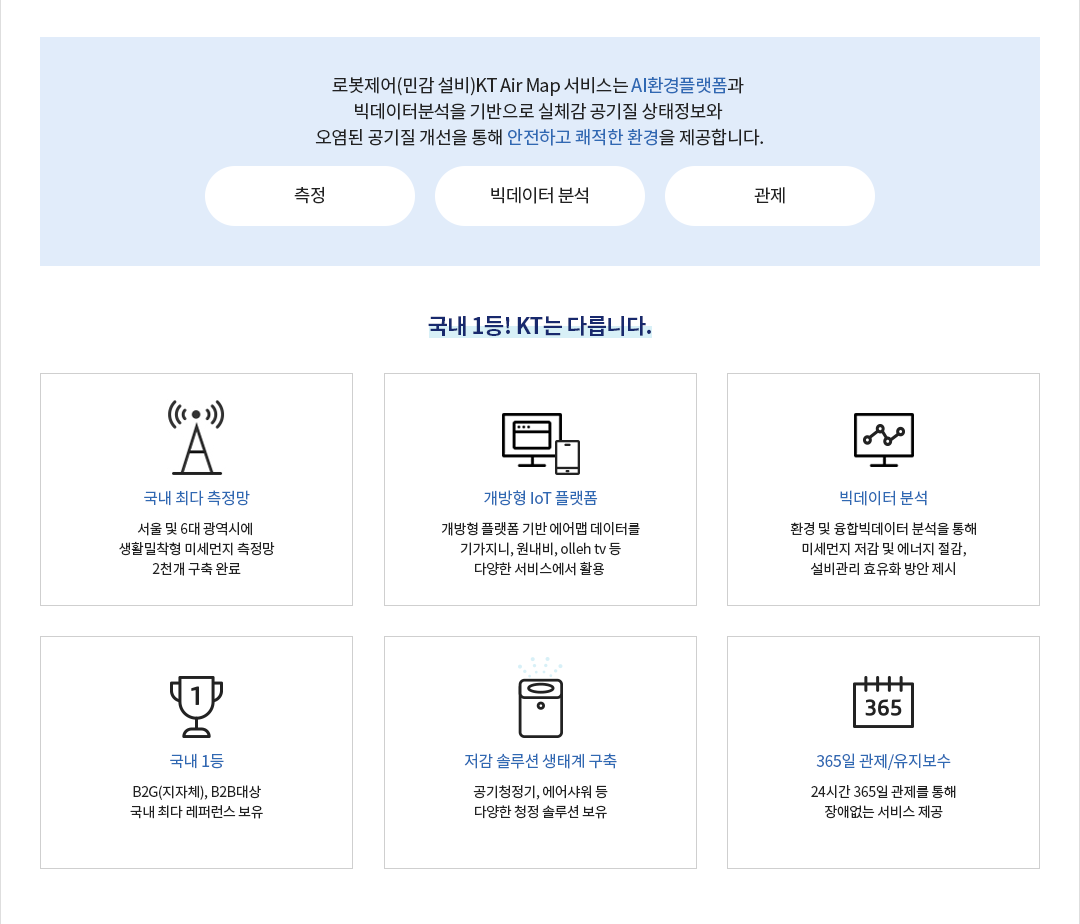 로봇제어(민감 설비)KT Air Map 서비스는 AI환경플랫폼과
빅데이터분석을 기반으로 실체감 공기질 상태정보와
오염된 공기질 개선을 통해 안전하고 쾌적한 환경을 제공합니다.
측정
빅데이터 분석
관제
국내 1등! KT는 다릅니다.
국내 최다 측정망
서울 및 6대 광역시에
생활밀착형 미세먼지 측정망
2천개 구축 완료
개방형 IoT 플랫폼
개방형 플랫폼 기반 에어맵 데이터를
기가지니, 원내비, olleh tv 등
다양한 서비스에서 활용
빅데이터 분석
환경 및 융합빅데이터 분석을 통해
미세먼지 저감 및 에너지 절감,
설비관리 효유화 방안 제시
1
국내 1등
B2G(지자체), B2B대상
국내 최다 레퍼런스 보유
저감 솔루션 생태계 구축
공기청정기, 에어샤워 등
다양한 청정 솔루션 보유
365
365일 관제/유지보수
24시간 365일 관제를 통해
장애없는 서비스 제공